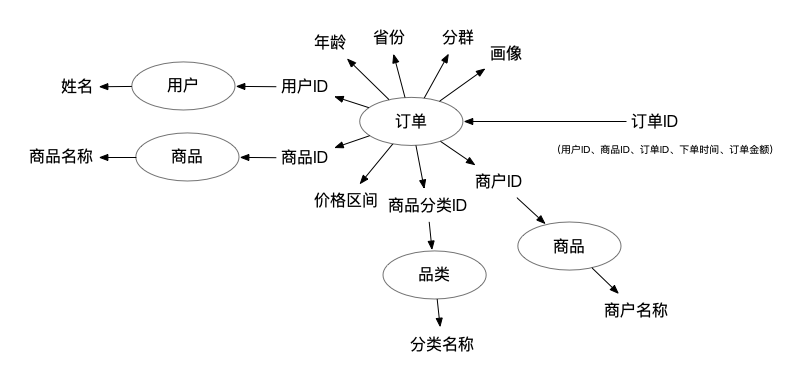 年龄
省份
分群
画像
姓名
用户
用户ID
订单
订单ID
(用户ID、商品ID、订单ID、下单时间、订单金额)
商品名称
商品
商品ID
商户ID
价格区间
商品分类ID
商品
品类
商户名称
分类名称